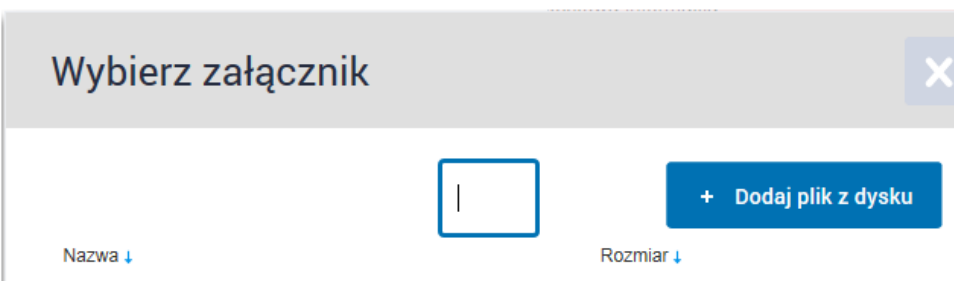 Wybierz załącznik
+ Dodaj plik z dysku
Nazwa ↓
Rozmiar ↓